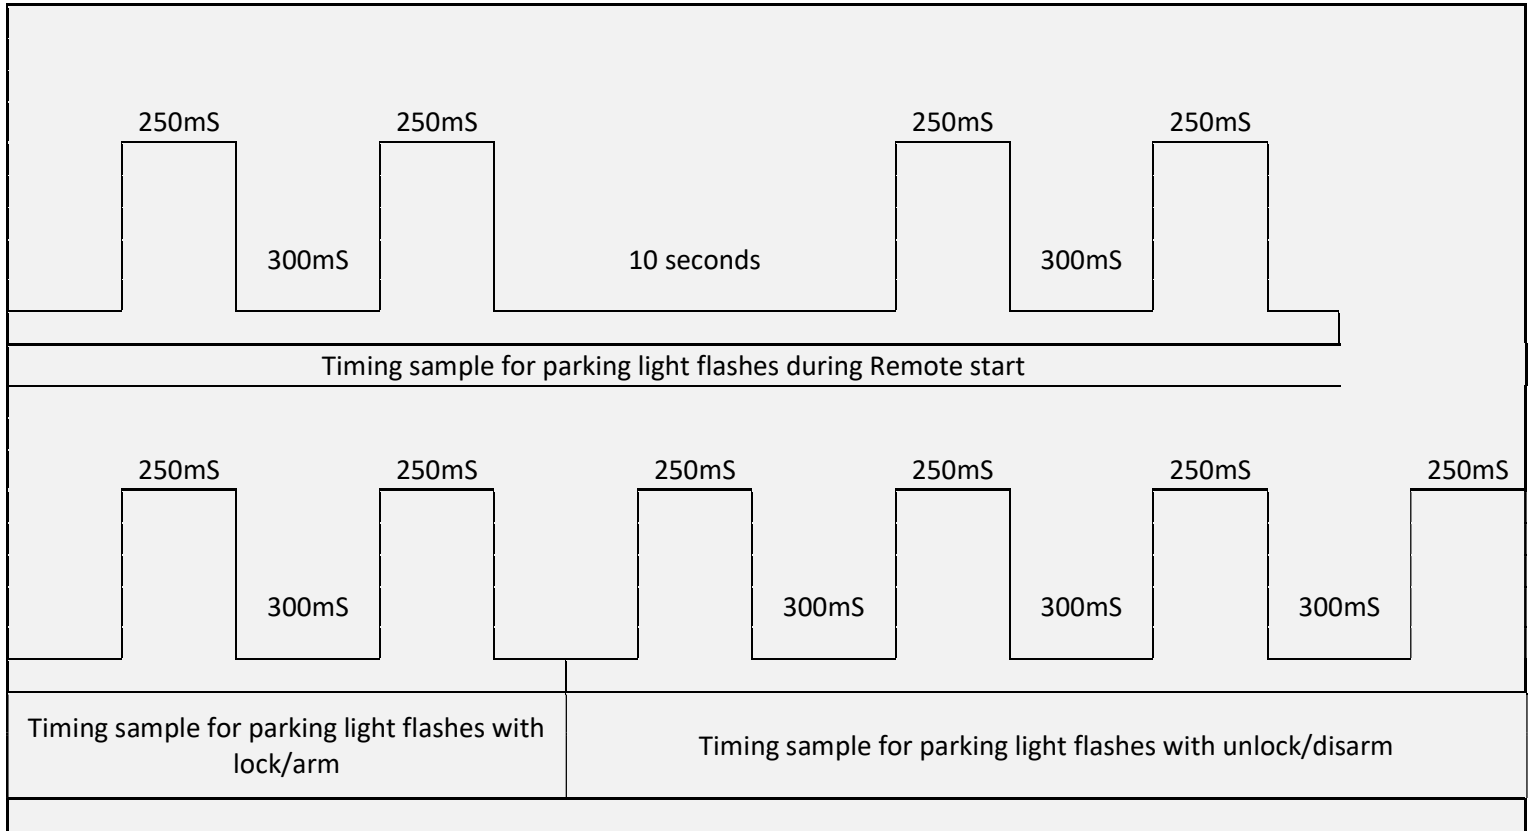 250mS 250mS 250mS 250mS
300mS 10 seconds 300mS
Timing sample for parking light flashes during Remote start
250mS 250mS 250mS 250mS 250mS 250mS
300mS 300mS 300mS 300mS
Timing sample for parking light flashes with
lock/arm
Timing sample for parking light flashes with unlock/disarm